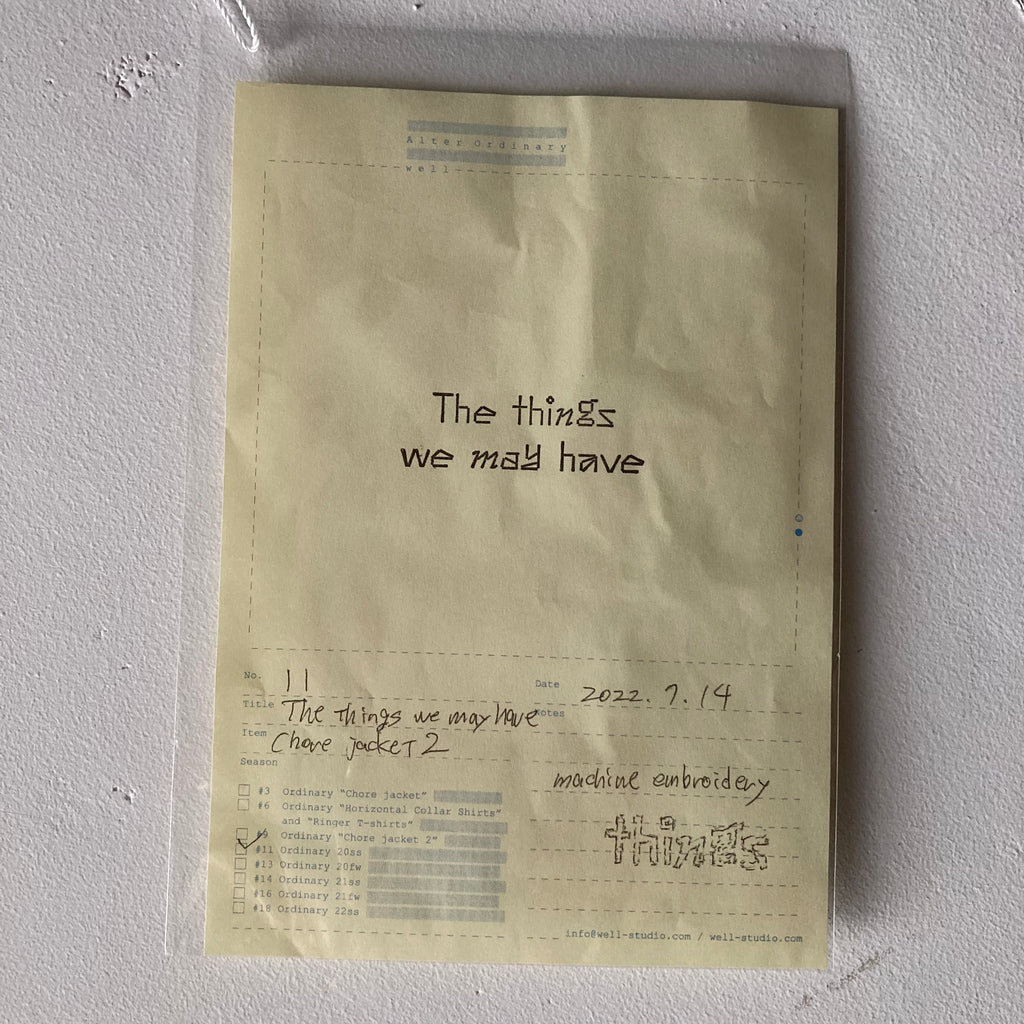 Alter Ordinary
well
The things
we may have
No. 11
Date 2022.7.14
Title The things we may have
Notes
Item Chore jacket 2
Season
machine embroidery
things
#3 Ordinary "Chore jacket"
#6 Ordinary "Horizontal Collar Shirts"
and "Ringer T-shirts"
#9 Ordinary "Chore jacket 2"
#11 Ordinary 20ss
#13 Ordinary 20fw
#14 Ordinary 21ss
#16 Ordinary 21fw
#18 Ordinary 22ss
info@well-studio.com / well-studio.com